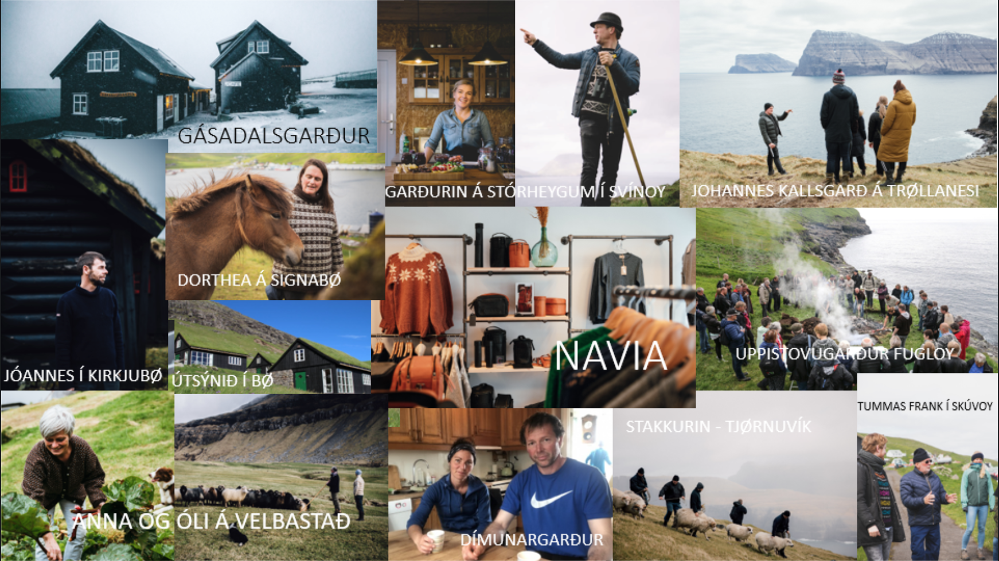 GÁSADALSGARÐUR
GARÐURIN Á STÓRHEYGUM Í SVÍNOY
JOHANNES KALLSGARÐ Á TRØLLANESI
DORTHEA Á SIGNABØ
JÓANNES Í KIRKJUBØ
ÚTSÝNIÐ Í BØ
NAVIA
UPPISTOVUGARÐUR FUGLOY
ANNA OG ÓLI Á VELBASTAÐ
DÍMUNARGARÐUR
STAKKURIN - TJØRNUVÍK
TUMMAS FRANK Í SKÚVOY